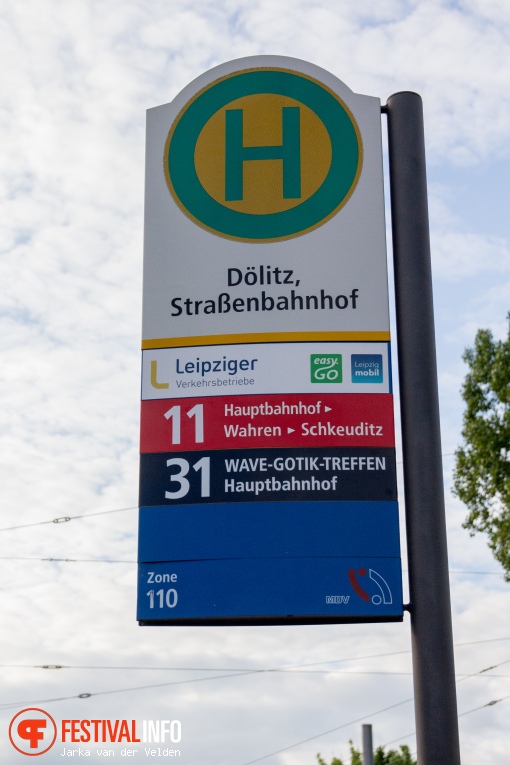 H
Dölitz,
Straßenbahnhof
L Leipziger
Verkehrsbetriebe
easy.
GO
Leipzig
mobil
11 Hauptbahnhof ▸
Wahren ▸ Schkeuditz
31 WAVE-GOTIK-TREFFEN
Hauptbahnhof
Zone
110
MDV
FESTIVALINFO
Jarka van der Velden